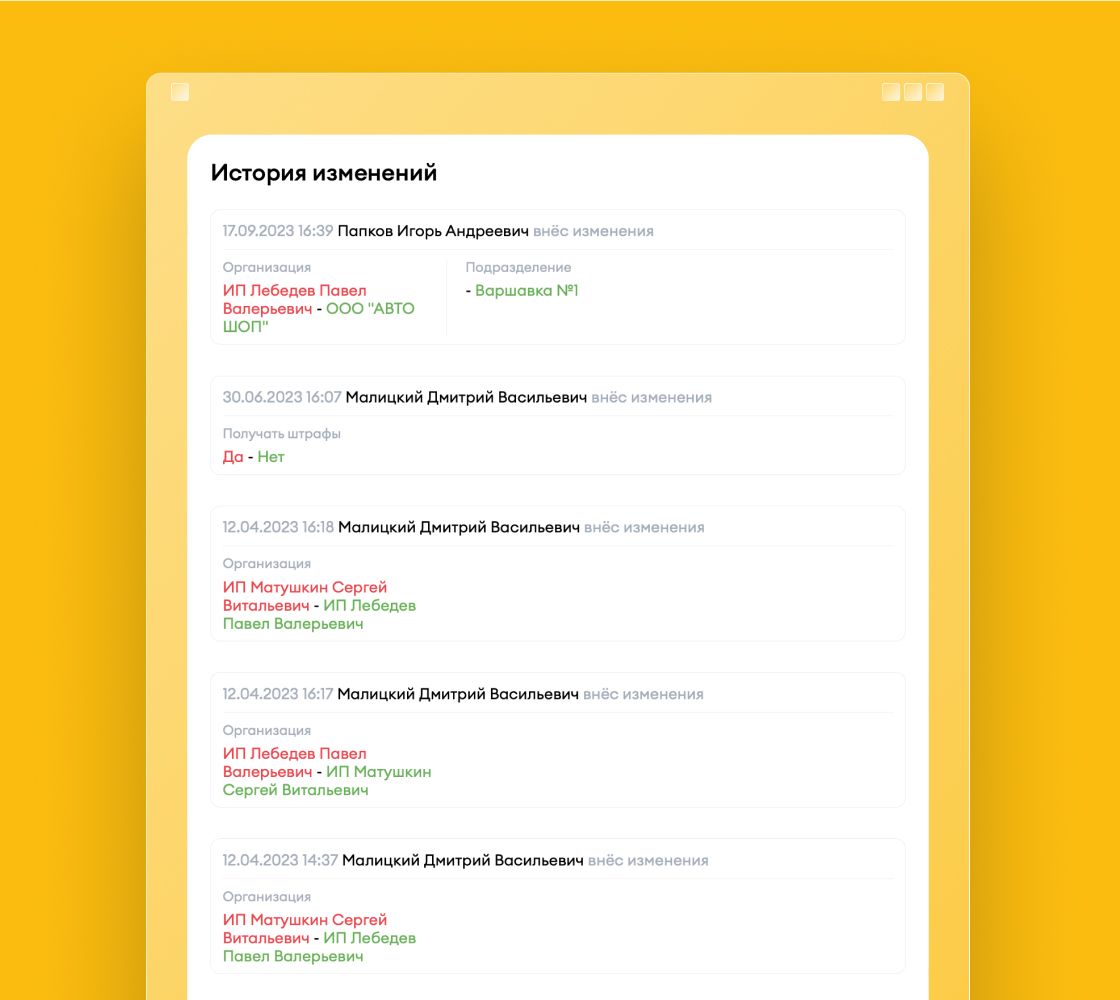 История изменений
17.09.2023 16:39 Папков Игорь Андреевич внёс изменения
Организация
ИП Лебедев Павел
Валерьевич - ООО "АВТО
ШОП"
Подразделение
- Варшавка №1
30.06.2023 16:07 Малицкий Дмитрий Васильевич внёс изменения
Получать штрафы
Да - Нет
12.04.2023 16:18 Малицкий Дмитрий Васильевич внёс изменения
Организация
ИП Матушкин Сергей
Витальевич - ИП Лебедев
Павел Валерьевич
12.04.2023 16:17 Малицкий Дмитрий Васильевич внёс изменения
Организация
ИП Лебедев Павел
Валерьевич - ИП Матушкин
Сергей Витальевич
12.04.2023 14:37 Малицкий Дмитрий Васильевич внёс изменения
Организация
ИП Матушкин Сергей
Витальевич - ИП Лебедев
Павел Валерьевич